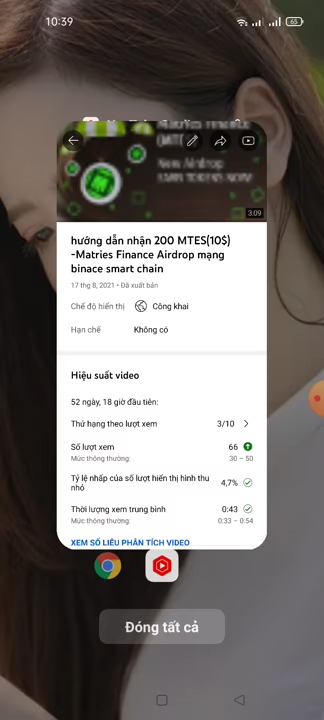 10:39
65
3:09
hướng dẫn nhận 200 MTES(10$)
-Matries Finance Airdrop mạng
binace smart chain
17 thg 8, 2021 • Đã xuất bản
Chế độ hiển thị Công khai
Hạn chế Không có
Hiệu suất video
52 ngày, 18 giờ đầu tiên:
Thứ hạng theo lượt xem 3/10
Số lượt xem 66
Mức thông thường: 30 – 50
Tỷ lệ nhấp của số lượt hiển thị hình thu
nhỏ 4,7%
Thời lượng xem trung bình 0:43
Mức thông thường: 0:33 – 0:54
XEM SỐ LIỆU PHÂN TÍCH VIDEO
Đóng tất cả